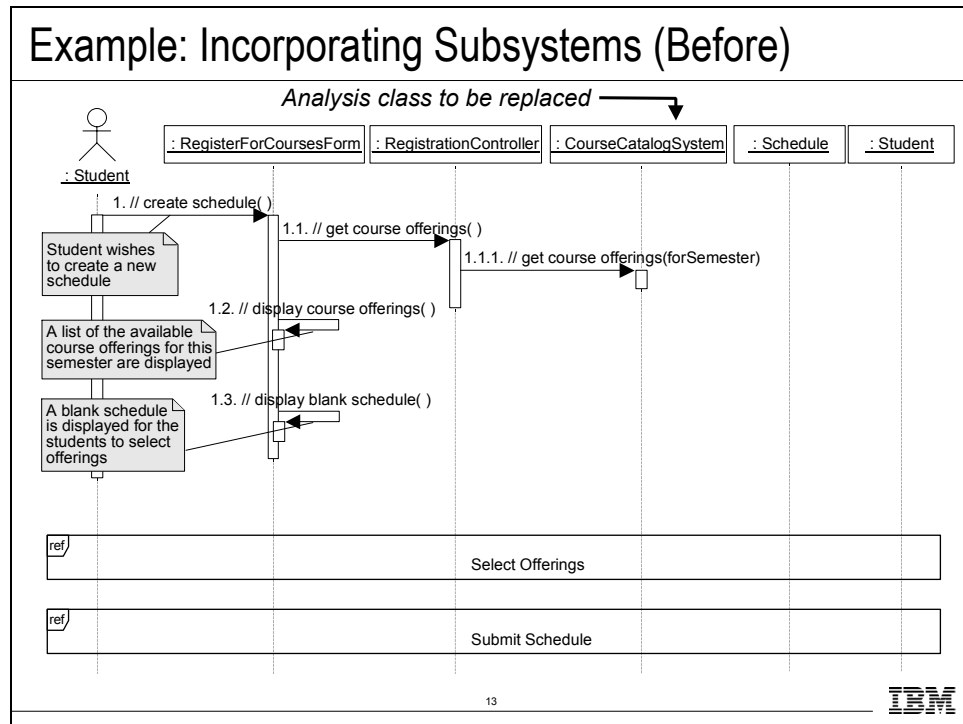 Example: Incorporating Subsystems (Before)
Analysis class to be replaced
: Student
: RegisterForCoursesForm
: RegistrationController
: CourseCatalogSystem
: Schedule
: Student
1. // create schedule( )
Student wishes
to create a new
schedule
1.1. // get course offerings( )
1.1.1. // get course offerings(forSemester)
1.2. // display course offerings( )
A list of the available
course offerings for this
semester are displayed
1.3. // display blank schedule( )
A blank schedule
is displayed for the
students to select
offerings
ref
Select Offerings
ref
Submit Schedule
13
IBM